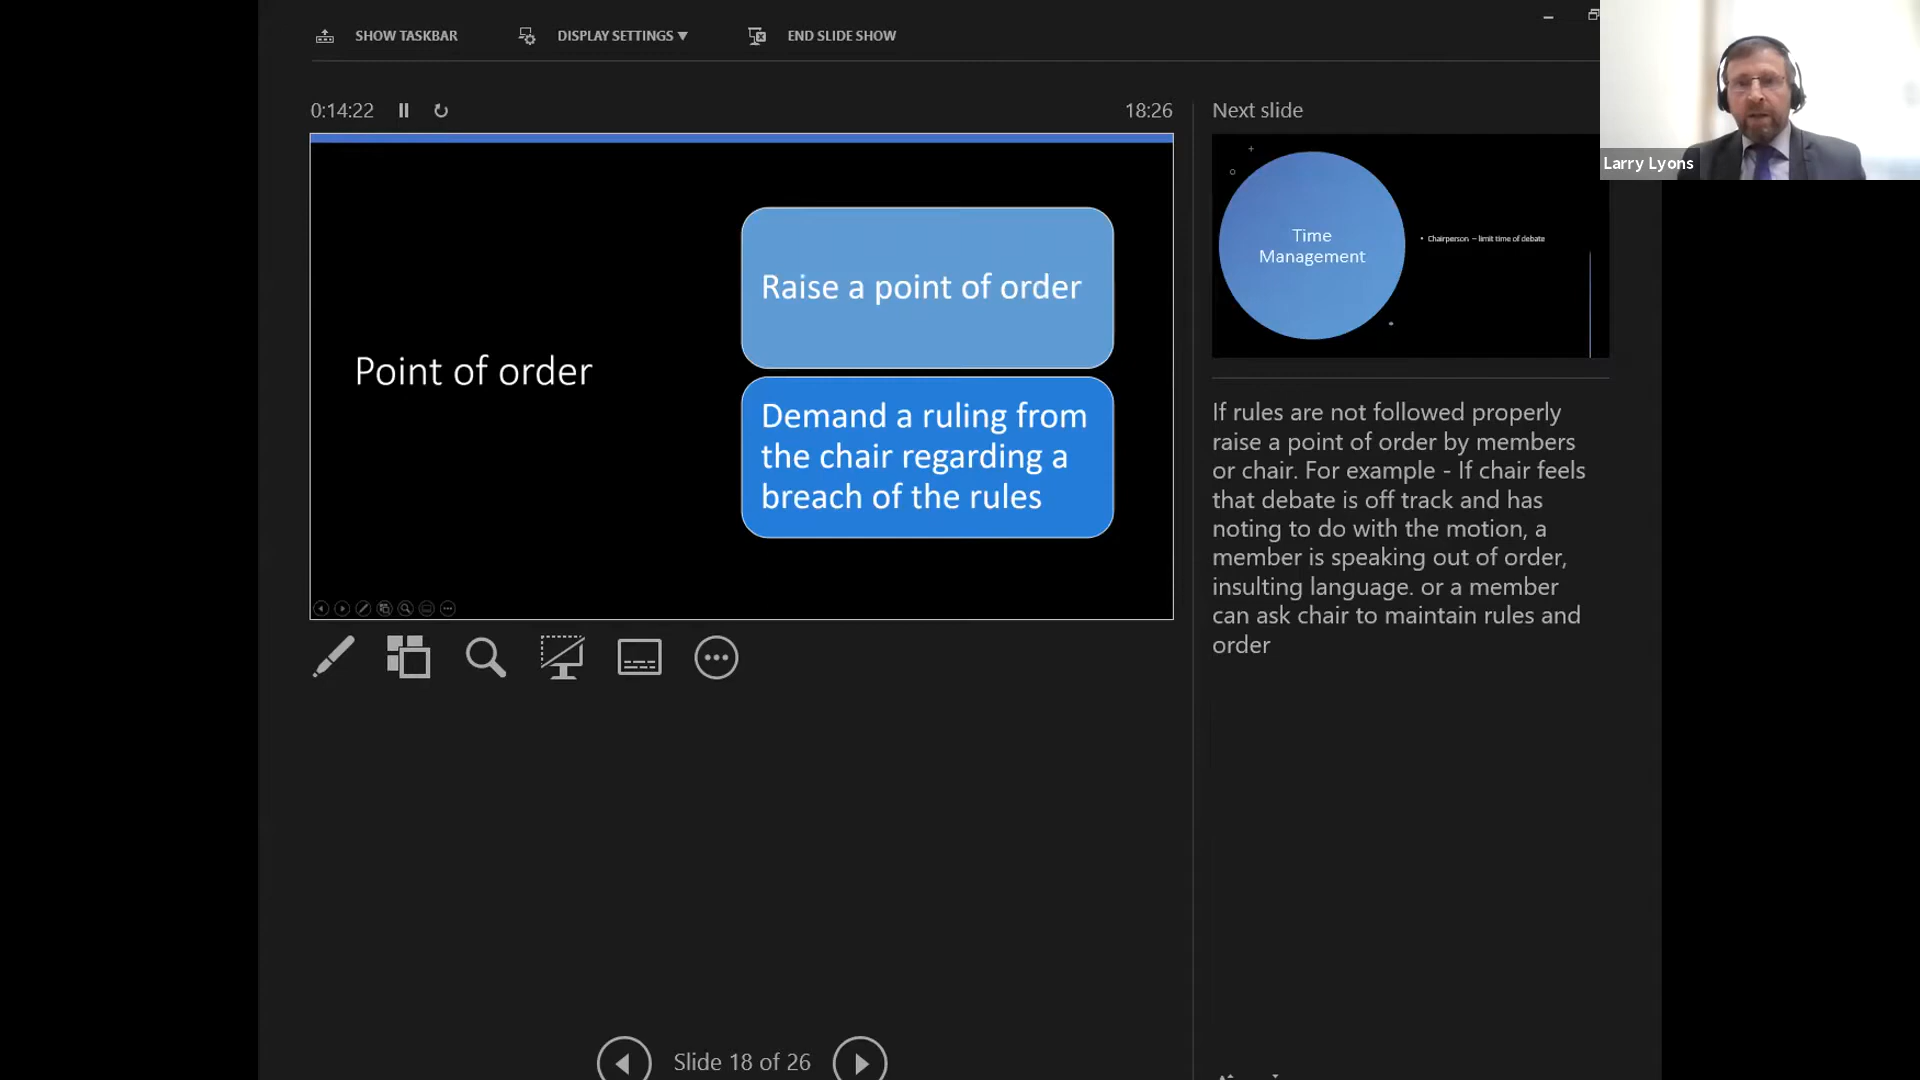 SHOW TASKBAR
DISPLAY SETTINGS ▼
END SLIDE SHOW
0:14:22
18:26
Point of order
Raise a point of order
Demand a ruling from
the chair regarding a
breach of the rules
Next slide
Time
Management
• Chairperson – limit time of debate
Larry Lyons
If rules are not followed properly
raise a point of order by members
or chair. For example - If chair feels
that debate is off track and has
noting to do with the motion, a
member is speaking out of order,
insulting language. or a member
can ask chair to maintain rules and
order
Slide 18 of 26